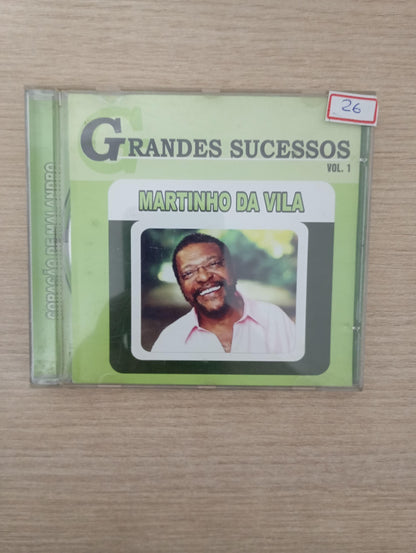 26
GRANDES SUCESSOS
VOL. 1
MARTINHO DA VILA
CORAÇÃO DE MALANDRO